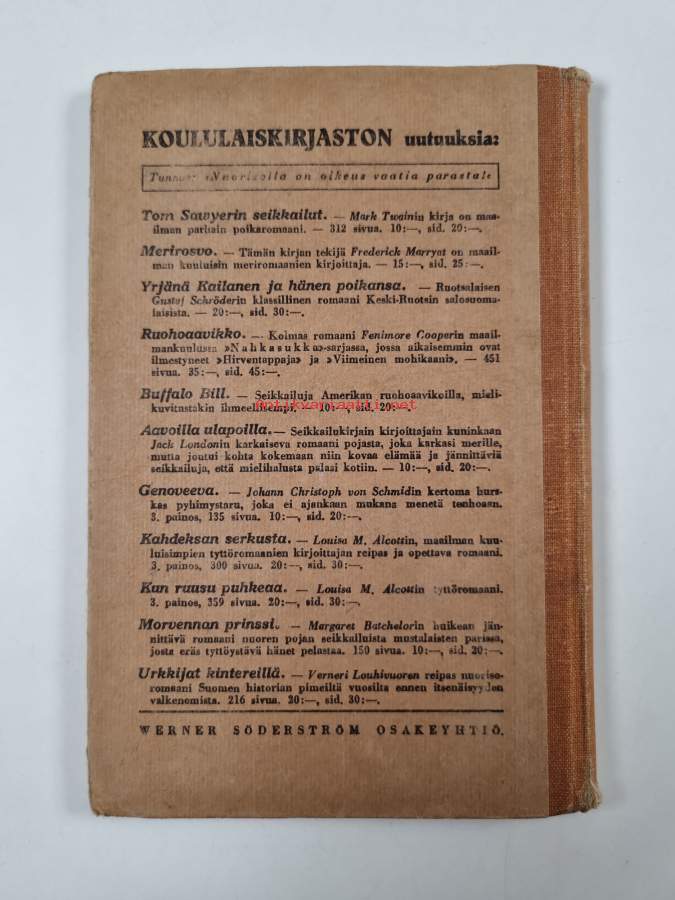 KOULULAISKIRJASTON uutuuksia:
Tunnus: »Nuorisolla on oikeus vaatia parasta!«
Tom Sawyerin seikkailut. — Mark Twainin kirja on maa-
ilman parhain poikaromaani. — 312 sivua. 10:—, sid. 20:—.
Merirosvo. — Tämän kirjan tekijä Frederick Marryat on maail-
man kuuluisin meriromaanien kirjoittaja. — 15:—, sid. 25:—.
Yrjänä Kailanen ja hänen poikansa. — Ruotsalaisen
Gustaf Schröderin klassillinen romaani Keski-Ruotsin salosuoma-
laisista. — 20:—, sid. 30:—.
Ruohoaavikko. — Kolmas romaani Fenimore Cooperin maail-
mankuulussa »Nahkasukka»-sarjassa, jossa aikaisemmin ovat
ilmestyneet »Hirventappaja» ja »Viimeinen mohikaani». — 451
sivua. 35:—, sid. 45:—.
Buffalo Bill. — Seikkailuja Amerikan ruohoaavikoilla, mieli-
kuvitustakin ihmeellisempi. — 10:—, sid. 20:—.
antikvariaatti.net
Aavoilla ulapoilla. — Seikkailukirjain kirjoittajain kuninkaan
Jack Londonin karkaiseva romaani pojasta, joka karkasi merille,
mutta joutui kohta kokemaan niin kovaa elämää ja jännittäviä
seikkailuja, että mielihalusta palasi kotiin. — 10:—, sid. 20:—.
Genoveeva. — Johann Christoph von Schmidin kertoma hurs-
kas pyhimystaru, joka ei ajankaan mukana menetä tenhoaan.
3. painos, 135 sivua. 10:—, sid. 20:—.
Kahdeksan serkusta. — Louisa M. Alcottin, maailman kuu-
luisimpien tyttöromaanien kirjoittajan reipas ja opettava romaani.
3. painos, 300 sivua. 20:—, sid. 30:—.
Kun ruusu puhkeaa. — Louisa M. Alcottin tyttöromaani.
3. painos, 359 sivua. 20:—, sid. 30:—.
Morvennan prinssi. — Margaret Batchelorin huikean jän-
nittävä romaani nuoren pojan seikkailuista mustalaisten parissa,
josta eräs tyttöystävä hänet pelastaa. 150 sivua. 10:—, sid. 20:—.
Urkkijat kintereillä. — Verneri Louhivuoren reipas nuoriso-
romaani Suomen historian pimeiltä vuosilta ennen itsenäisyyden
valkenomista. 216 sivua. 20:—, sid. 30:—.
WERNER SÖDERSTRÖM OSAKEYHTIÖ.